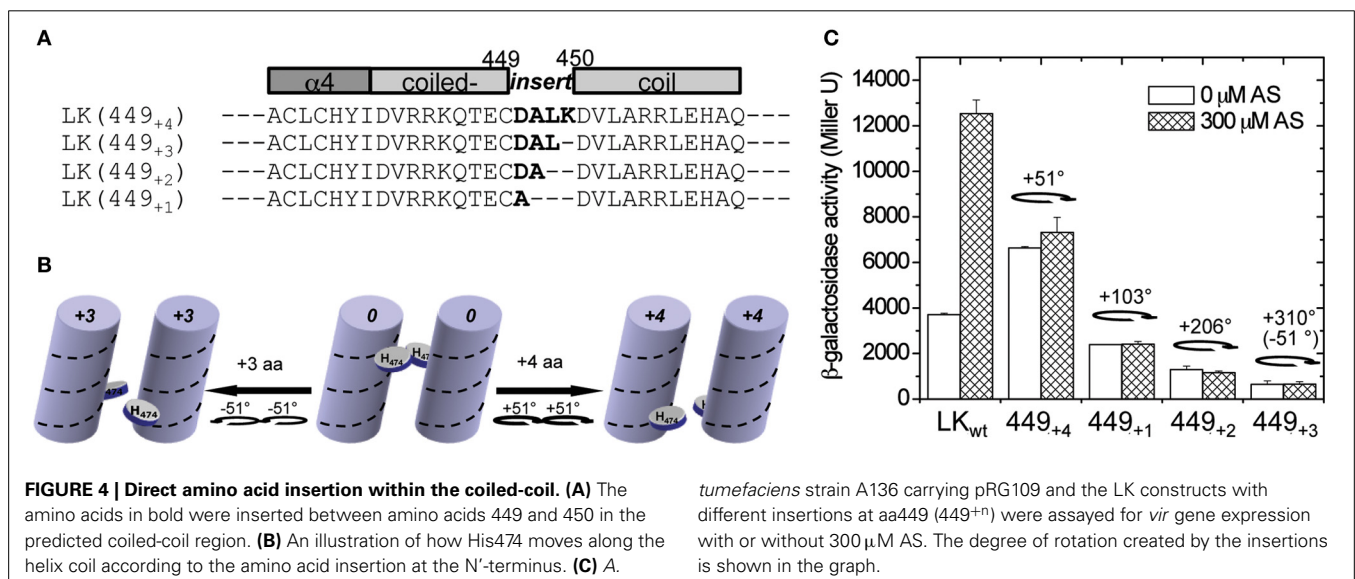 A
449 450
α4 coiled- insert coil
LK(449+4) ---ACLCHYIDVRRKQTECDALKDVLARRLEHAQ---
LK(449+3) ---ACLCHYIDVRRKQTECDAL-DVLARRLEHAQ---
LK(449+2) ---ACLCHYIDVRRKQTECDA--DVLARRLEHAQ---
LK(449+1) ---ACLCHYIDVRRKQTECA---DVLARRLEHAQ---
B
+3 +3 0 0 +4 +4
H474 H47
+3 aa +4 aa
474 H474 -51° -51° +51° +51° H474
C
β-galactosidase activity (Miller U)
14000
12000
10000
8000
6000
4000
2000
0
0 μM AS
300 μM AS
+51°
+103°
+206°
+310°
(-51 °)
LKwt 449+4 449+1 449+2 449+3
FIGURE 4 | Direct amino acid insertion within the coiled-coil. (A) The
amino acids in bold were inserted between amino acids 449 and 450 in the
predicted coiled-coil region. (B) An illustration of how His474 moves along the
helix coil according to the amino acid insertion at the N'-terminus. (C) A.
tumefaciens strain A136 carrying pRG109 and the LK constructs with
different insertions at aa449 (449+n) were assayed for vir gene expression
with or without 300 μM AS. The degree of rotation created by the insertions
is shown in the graph.